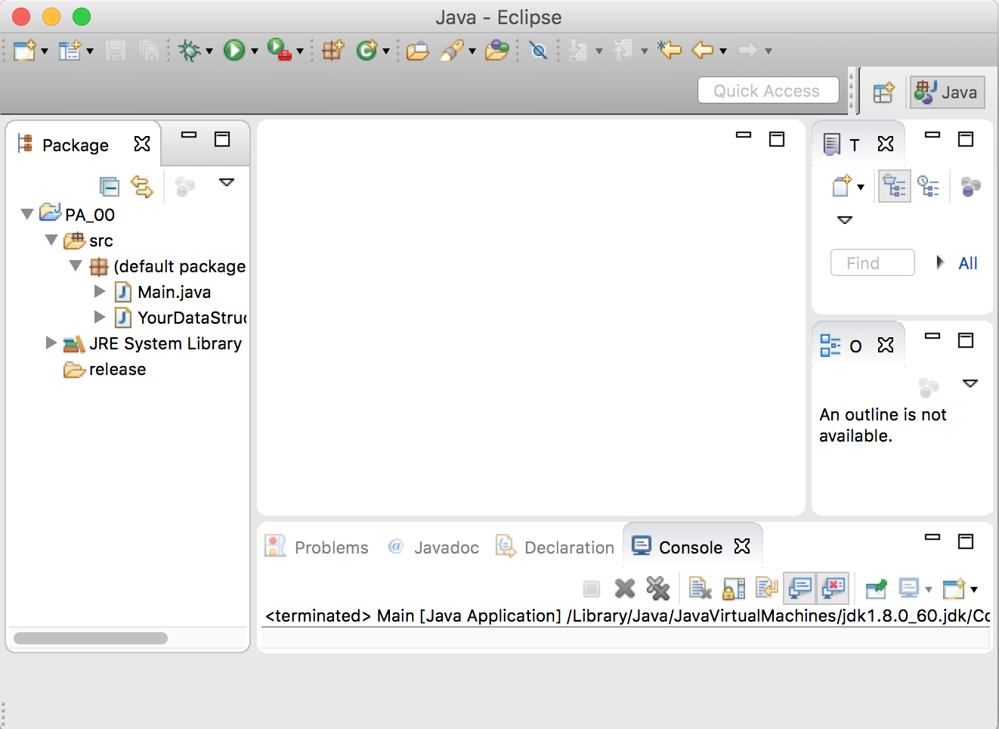 Java - Eclipse
Quick Access
Java
Package
PA_00
src
(default package
Main.java
YourDataStruc
JRE System Library
release
T
Find
All
O
An outline is not
available.
Problems
@ Javadoc
Declaration
Console
<terminated> Main [Java Application] /Library/Java/JavaVirtualMachines/jdk1.8.0_60.jdk/Co